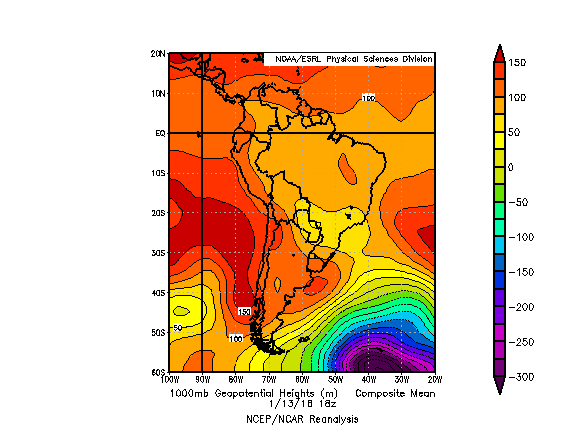 NOAA/ESRL Physical Sciences Division
20N
10N
EQ
10S
20S
30S
40S
50S
60S
100
150
50
100
100W 90W 80W 70W 60W 50W 40W 30W 20W
150
100
50
0
−50
−100
−150
−200
−250
−300
1000mb Geopotential Heights (m) Composite Mean
1/13/18 18z
NCEP/NCAR Reanalysis